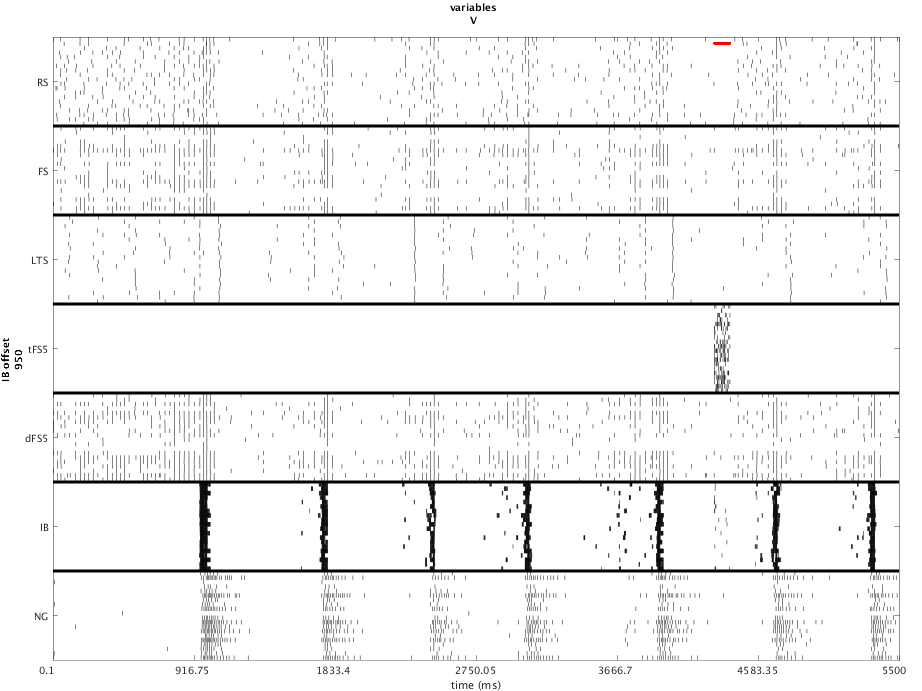 variables
V
RS
FS
LTS
tFS5
dFS5
IB
NG
IB offset
950
0.1 916.75 1833.4 2750.05 3666.7 4583.35 5500
time (ms)